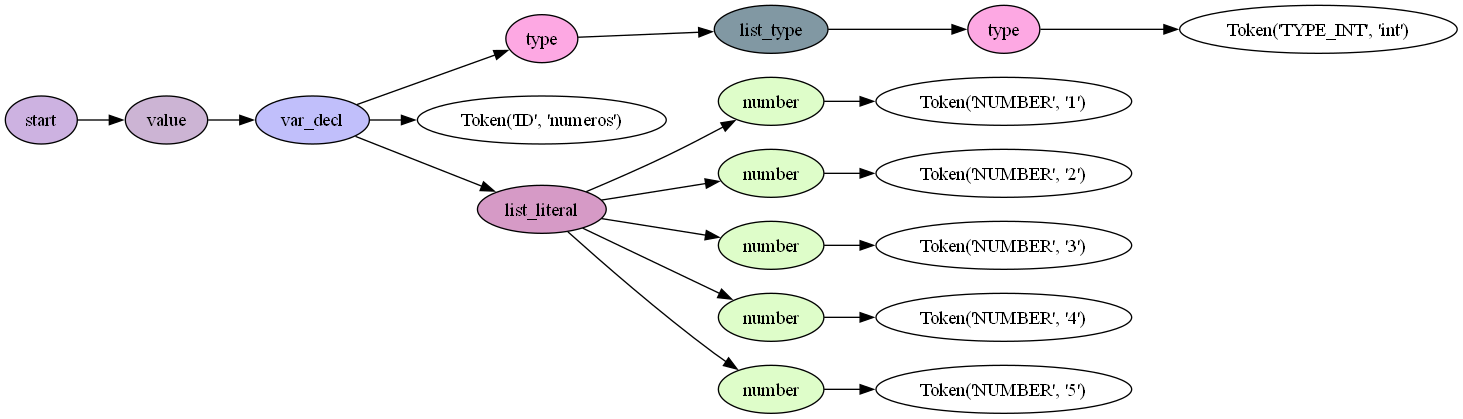 start
value
var_decl
type
list_type
type
Token('TYPE_INT', 'int')
Token('ID', 'numeros')
list_literal
number
Token('NUMBER', '1')
number
Token('NUMBER', '2')
number
Token('NUMBER', '3')
number
Token('NUMBER', '4')
number
Token('NUMBER', '5')